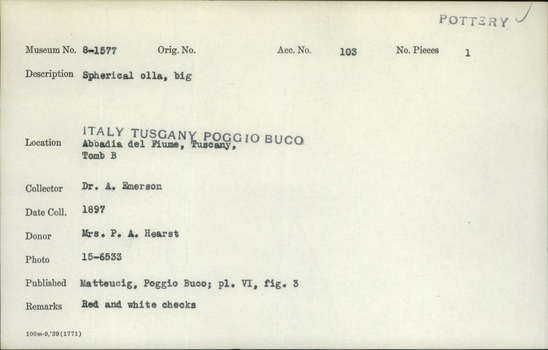 POTTERY
Museum No. 8-1577 Orig. No. Acc. No. 103 No. Pieces 1
Description Spherical olla, big
ITALY TUSCANY POGGIO BUCO
Location Abbadia del Fiume, Tuscany,
Tomb B
Collector Dr. A. Emerson
Date Coll. 1897
Donor Mrs. P. A. Hearst
Photo 15-6533
Published Matteucig, Poggio Buco; pl. VI, fig. 3
Remarks Red and white checks
100m-9,'39(1771)